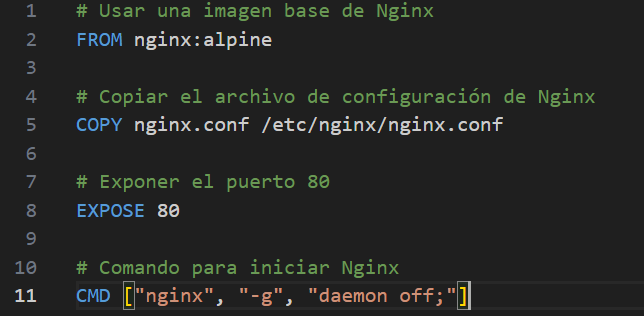 1 # Usar una imagen base de Nginx
2 FROM nginx:alpine
3
4 # Copiar el archivo de configuración de Nginx
5 COPY nginx.conf /etc/nginx/nginx.conf
6
7 # Exponer el puerto 80
8 EXPOSE 80
9
10 # Comando para iniciar Nginx
11 CMD ["nginx", "-g", "daemon off;"]